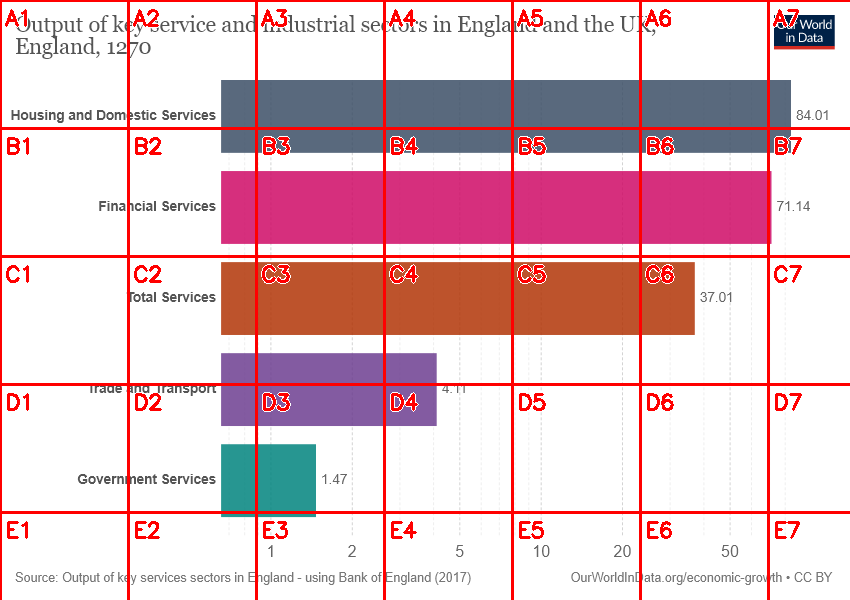 Output of key service and industrial sectors in England and the UK,
England, 1270
Our World
in Data
Housing and Domestic Services
84.01
Financial Services
71.14
Total Services
37.01
Trade and Transport
4.11
Government Services
1.47
1
2
5
10
20
50
Source: Output of key services sectors in England - using Bank of England (2017)
OurWorldInData.org/economic-growth • CC BY
A1
A2
A3
A4
A5
A6
A7
B1
B2
B3
B4
B5
B6
B7
C1
C2
C3
C4
C5
C6
C7
D1
D2
D3
D4
D5
D6
D7
E1
E2
E3
E4
E5
E6
E7